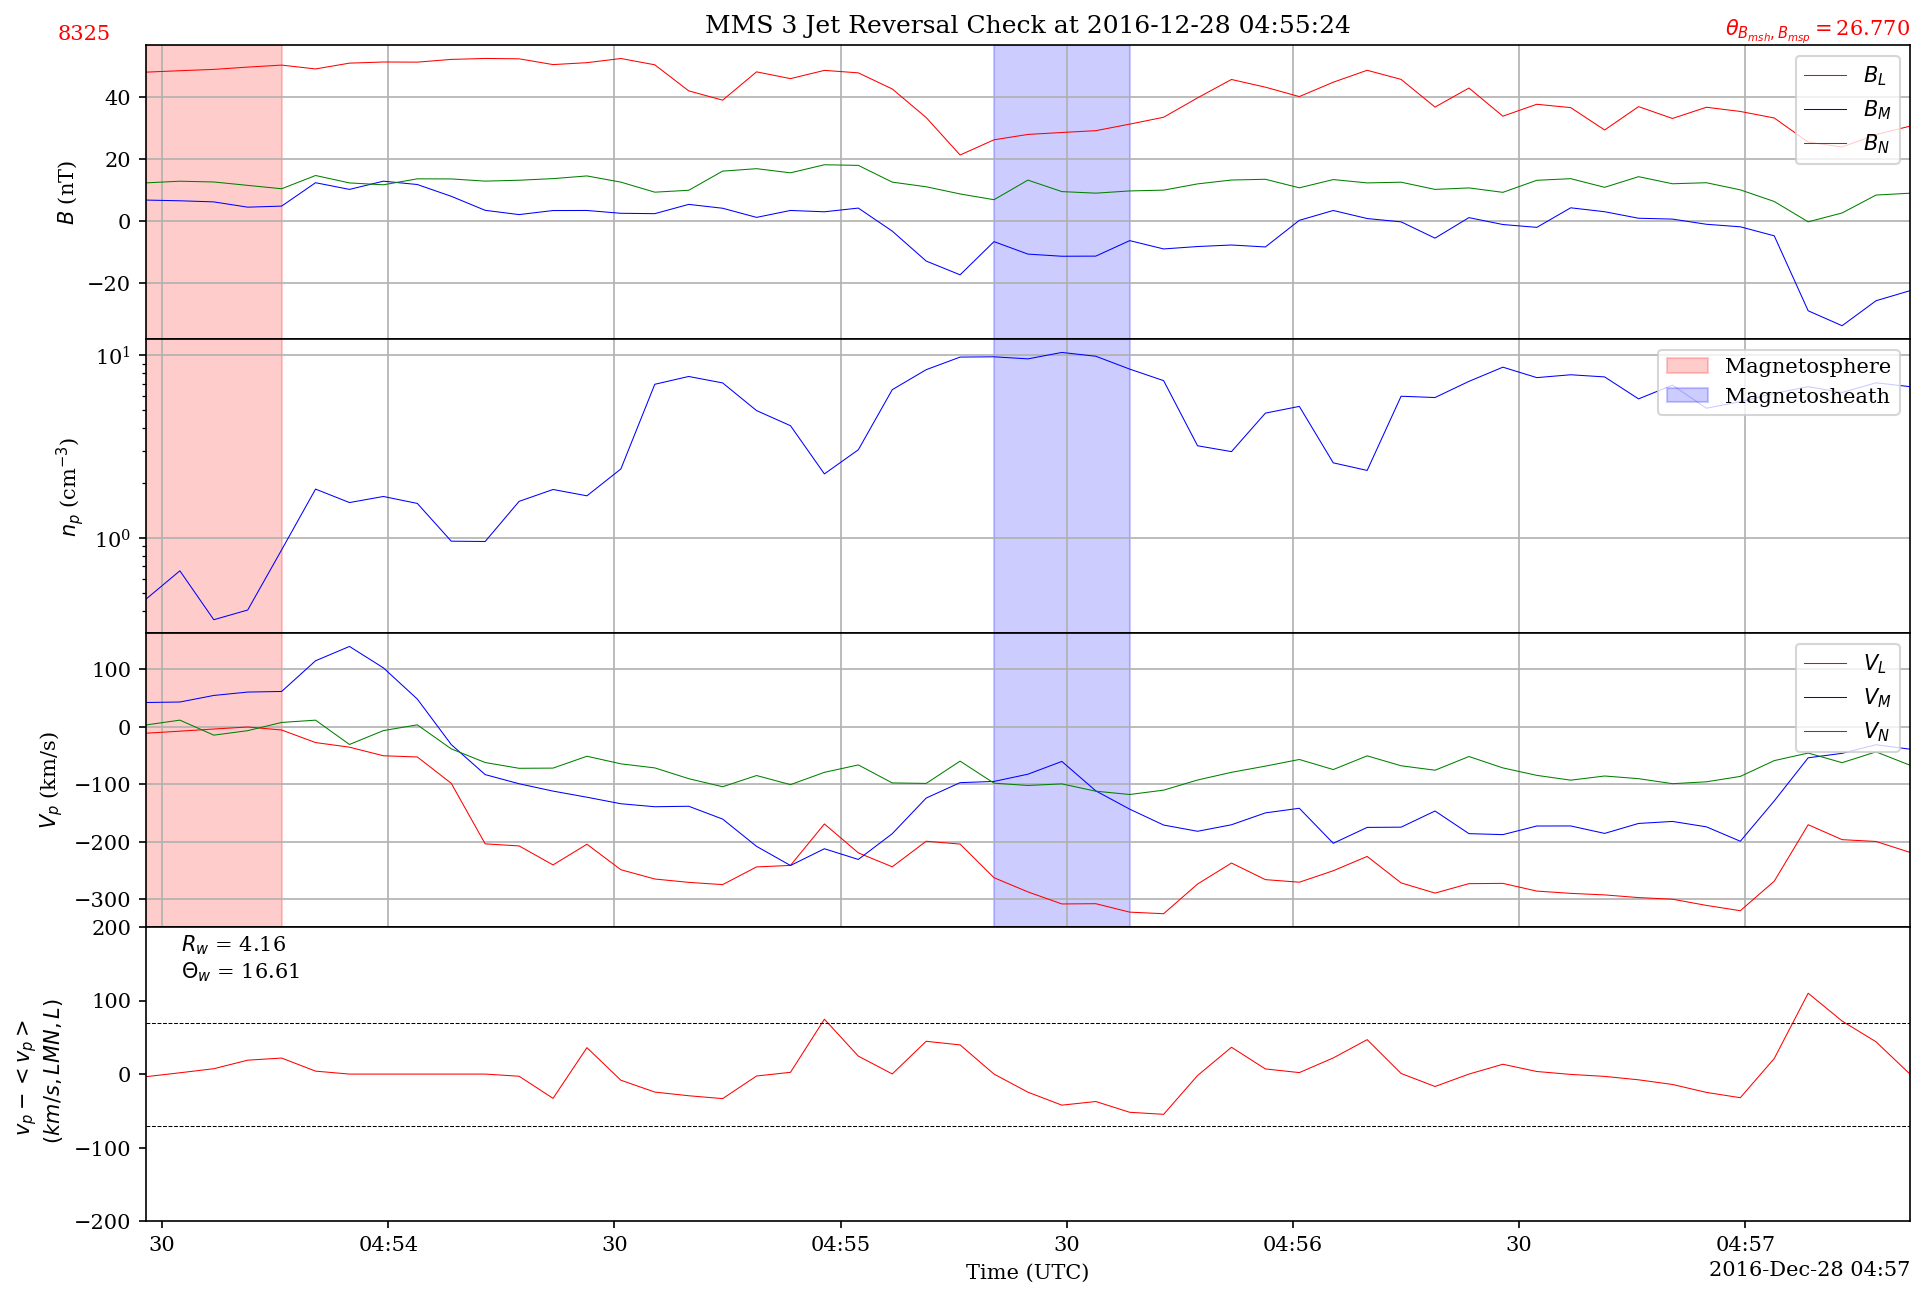 8325
MMS 3 Jet Reversal Check at 2016-12-28 04:55:24
θ_{B_{msh}, B_{msp}} = 26.770
B (nT)
40
20
0
−20
B_L
B_M
B_N
n_p (cm^{−3})
10^1
10^0
Magnetosphere
Magnetosheath
V_p (km/s)
100
0
−100
−200
−300
V_L
V_M
V_N
v_p − < v_p >
(km/s, LMN, L)
200
100
0
−100
−200
R_w = 4.16
Θ_w = 16.61
30 04:54 30 04:55 30 04:56 30 04:57
Time (UTC)
2016-Dec-28 04:57